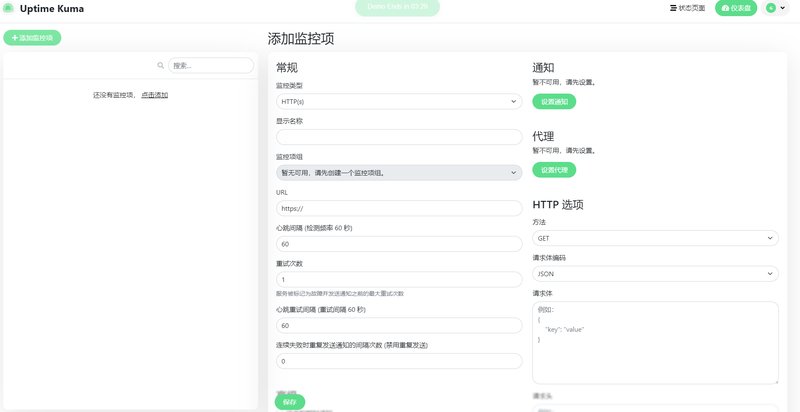 Uptime Kuma
Demo Ends in 03:29
状态页面
仪表盘
添加监控项
搜索...
还没有监控项，点击添加
添加监控项
常规
监控类型
HTTP(s)
显示名称
监控项组
暂无可用，请先创建一个监控项组。
URL
https://
心跳间隔 (检测频率 60 秒)
60
重试次数
1
服务被标记为故障并发送通知之前的最大重试次数
心跳重试间隔 (重试间隔 60 秒)
60
连续失败时重复发送通知的间隔次数 (禁用重复发送)
0
保存
通知
暂不可用，请先设置。
设置通知
代理
暂不可用，请先设置。
设置代理
HTTP 选项
方法
GET
请求体编码
JSON
请求体
例如：
{
"key": "value"
}
请求头